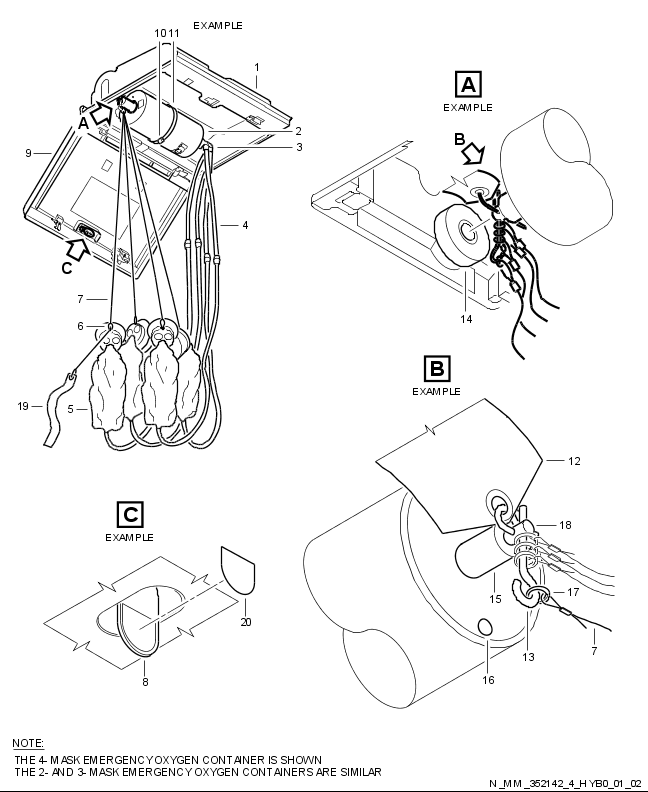 EXAMPLE
10 11
1
A
2
3
9
4
C
7
6
19
5
A
EXAMPLE
B
14
B
EXAMPLE
12
18
17
15
13
7
16
C
EXAMPLE
20
8
NOTE:
THE 4- MASK EMERGENCY OXYGEN CONTAINER IS SHOWN
THE 2- AND 3- MASK EMERGENCY OXYGEN CONTAINERS ARE SIMILAR
N_MM_352142_4_HYB0_01_02